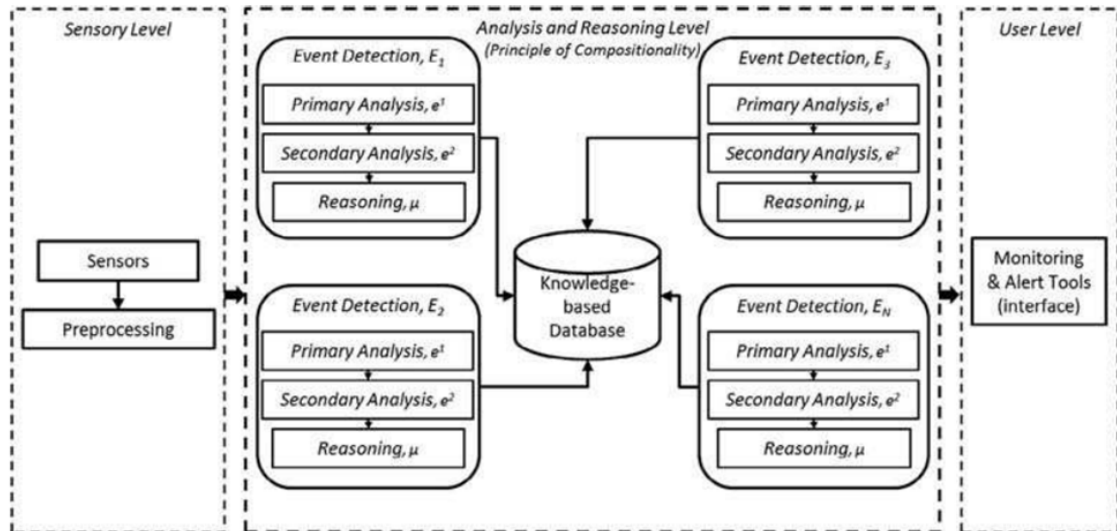 Sensory Level
Sensors
Preprocessing
Analysis and Reasoning Level
(Principle of Compositionality)
Event Detection, E₁
Primary Analysis, e¹
Secondary Analysis, e²
Reasoning, μ
Event Detection, E₂
Primary Analysis, e¹
Secondary Analysis, e²
Reasoning, μ
Knowledge-
based
Database
Event Detection, E₃
Primary Analysis, e¹
Secondary Analysis, e²
Reasoning, μ
Event Detection, E_N
Primary Analysis, e¹
Secondary Analysis, e²
Reasoning, μ
User Level
Monitoring
& Alert Tools
(interface)